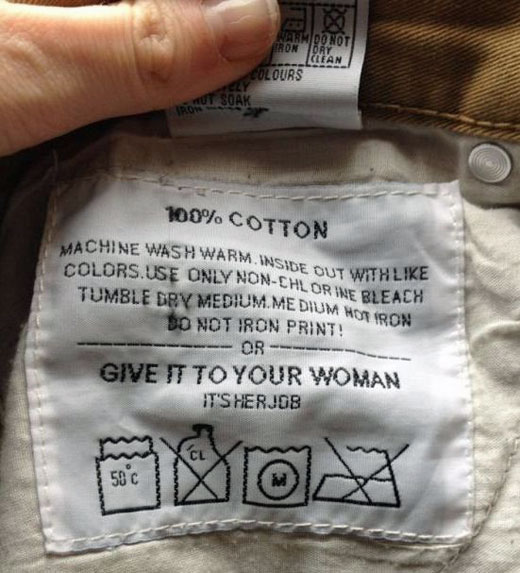 WARM DO NOT
IRON DRY
CLEAN
COLOURS
SOAK
IRON
100% COTTON
MACHINE WASH WARM. INSIDE OUT WITH LIKE
COLORS.USE ONLY NON-CHLORINE BLEACH
TUMBLE DRY MEDIUM.MEDIUM HOT IRON
DO NOT IRON PRINT!
OR
GIVE IT TO YOUR WOMAN
IT'S HER JOB
50°C CL M